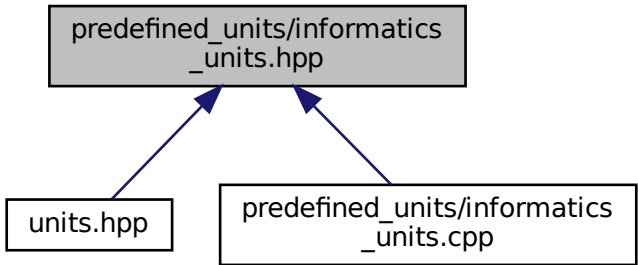 predefined_units/informatics
_units.hpp
units.hpp
predefined_units/informatics
_units.cpp